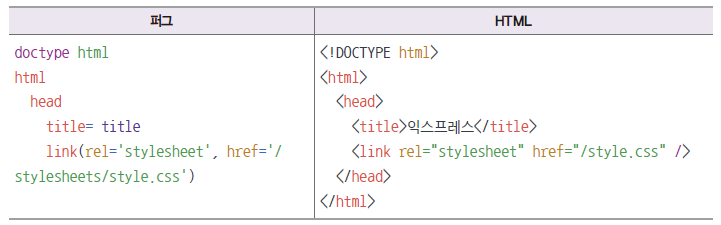 퍼그
HTML
doctype html
html
head
title= title
link(rel='stylesheet', href='/
stylesheets/style.css')
<!DOCTYPE html>
<html>
<head>
<title>익스프레스</title>
<link rel="stylesheet" href="/style.css" />
</head>
</html>